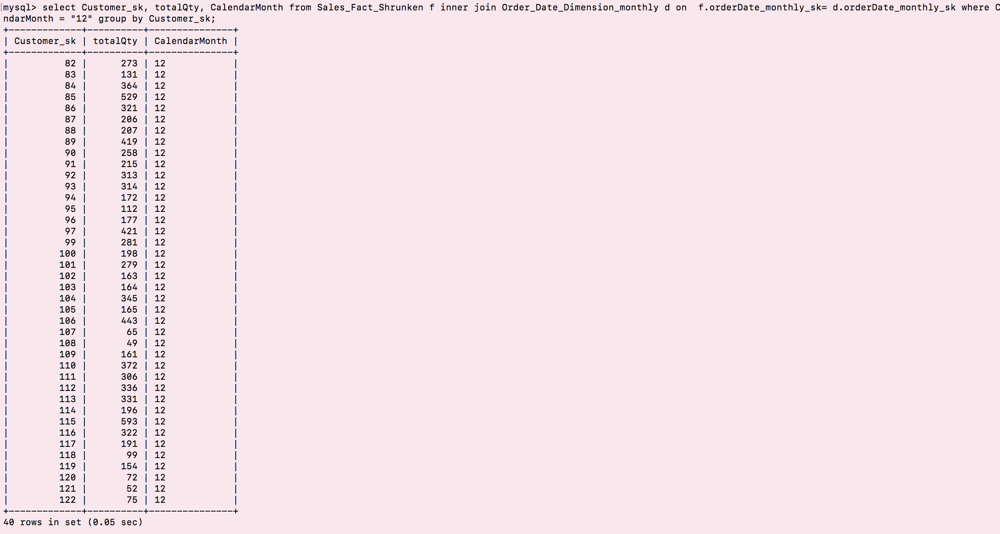 mysql> select Customer_sk, totalQty, CalendarMonth from Sales_Fact_Shrunken f inner join Order_Date_Dimension_monthly d on  f.orderDate_monthly_sk= d.orderDate_monthly_sk where C
ndarMonth = "12" group by Customer_sk;
+-------------+----------+---------------+
| Customer_sk | totalQty | CalendarMonth |
+-------------+----------+---------------+
|          82 |      273 | 12            |
|          83 |      131 | 12            |
|          84 |      364 | 12            |
|          85 |      529 | 12            |
|          86 |      321 | 12            |
|          87 |      206 | 12            |
|          88 |      207 | 12            |
|          89 |      419 | 12            |
|          90 |      258 | 12            |
|          91 |      215 | 12            |
|          92 |      313 | 12            |
|          93 |      314 | 12            |
|          94 |      172 | 12            |
|          95 |      112 | 12            |
|          96 |      177 | 12            |
|          97 |      421 | 12            |
|          99 |      281 | 12            |
|         100 |      198 | 12            |
|         101 |      279 | 12            |
|         102 |      163 | 12            |
|         103 |      164 | 12            |
|         104 |      345 | 12            |
|         105 |      165 | 12            |
|         106 |      443 | 12            |
|         107 |       65 | 12            |
|         108 |       49 | 12            |
|         109 |      161 | 12            |
|         110 |      372 | 12            |
|         111 |      306 | 12            |
|         112 |      336 | 12            |
|         113 |      331 | 12            |
|         114 |      196 | 12            |
|         115 |      593 | 12            |
|         116 |      322 | 12            |
|         117 |      191 | 12            |
|         118 |       99 | 12            |
|         119 |      154 | 12            |
|         120 |       72 | 12            |
|         121 |       52 | 12            |
|         122 |       75 | 12            |
+-------------+----------+---------------+
40 rows in set (0.05 sec)